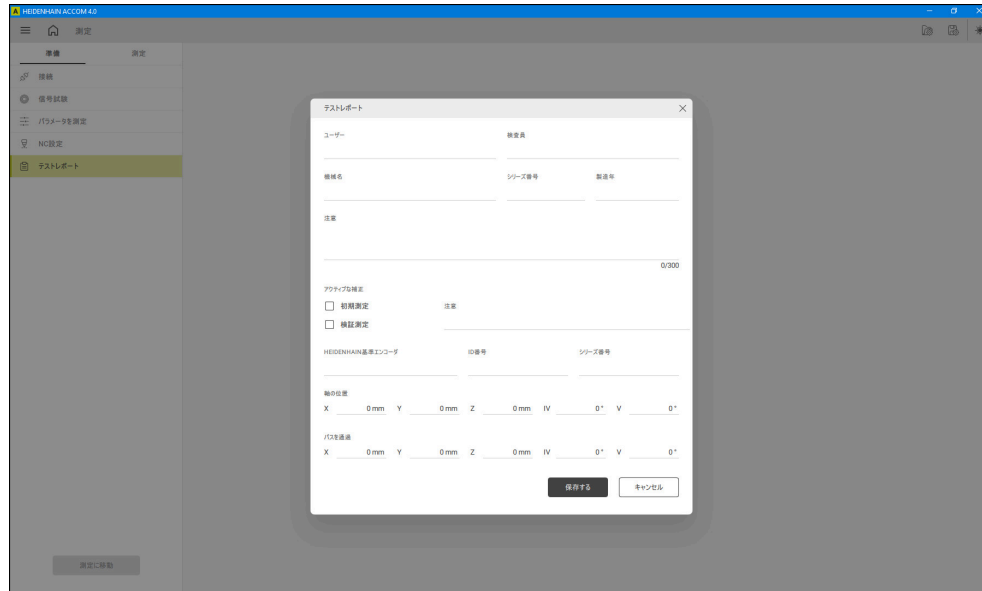 HEIDENHAIN ACCOM 4.0
測定
準備 測定
接続
信号試験
パラメータを測定
NC設定
テストレポート
テストレポート
ユーザー 検査員
機械名 シリーズ番号 製造年
注意
0/300
アクティブな補正
初期測定 注意
検証測定
HEIDENHAIN基準エンコーダ ID番号 シリーズ番号
軸の位置
X 0 mm Y 0 mm Z 0 mm IV 0 ° V 0 °
パスを通過
X 0 mm Y 0 mm Z 0 mm IV 0 ° V 0 °
保存する キャンセル
測定に移動